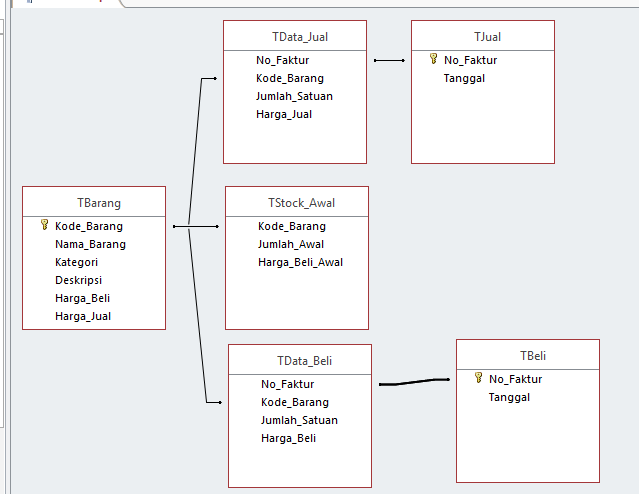 TData_Jual
No_Faktur
Kode_Barang
Jumlah_Satuan
Harga_Jual
TJual
No_Faktur
Tanggal
TBarang
Kode_Barang
Nama_Barang
Kategori
Deskripsi
Harga_Beli
Harga_Jual
TStock_Awal
Kode_Barang
Jumlah_Awal
Harga_Beli_Awal
TData_Beli
No_Faktur
Kode_Barang
Jumlah_Satuan
Harga_Beli
TBeli
No_Faktur
Tanggal